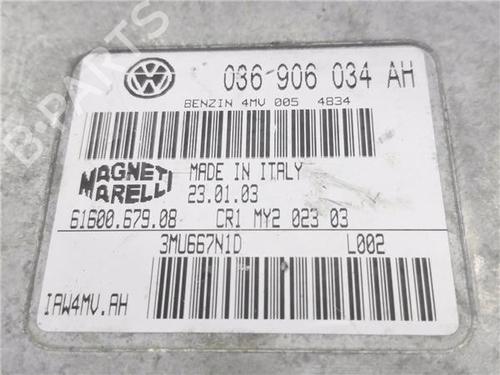 036 906 034 AH
BENZIN 4MV 005 4834
MAGNETI MARELLI
MADE IN ITALY
23.01.03
61600.679.08 CR1 MY2 023 03
3MU667N1D L002
IAW4MV.AH
B-PARTS